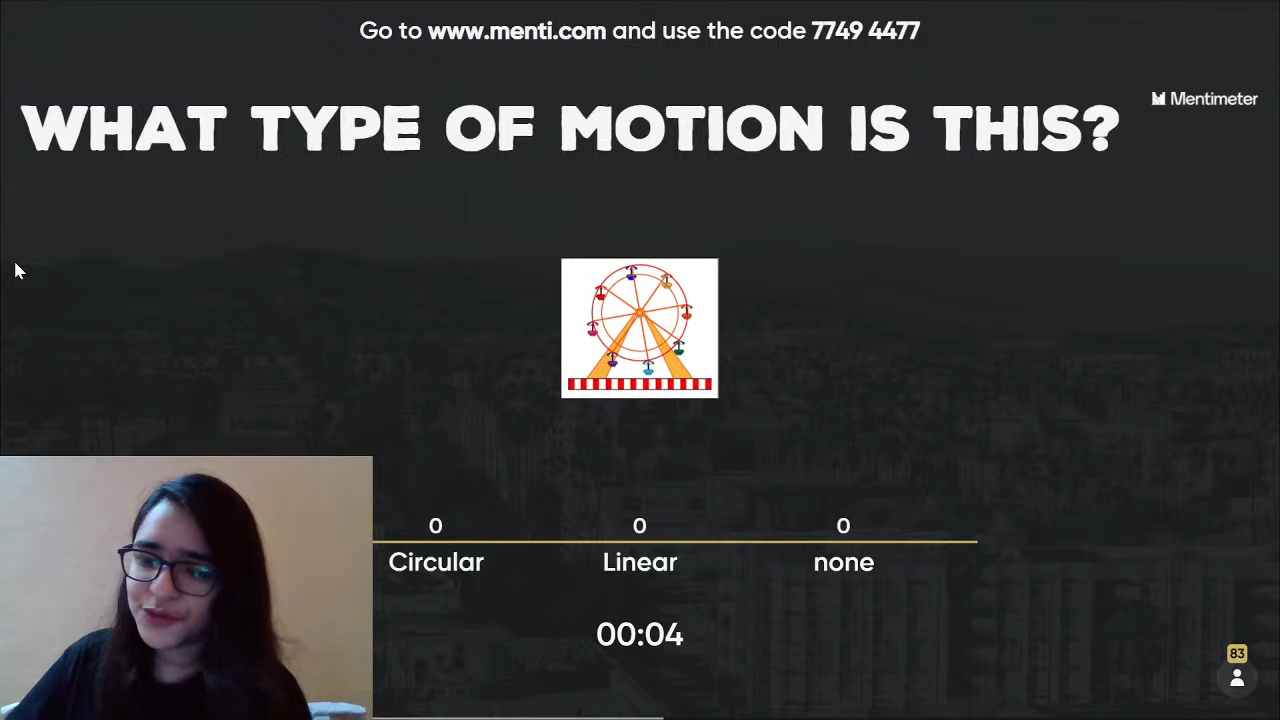 Go to www.menti.com and use the code 7749 4477
Mentimeter
WHAT TYPE OF MOTION IS THIS?
0 0 0
Circular Linear none
00:04
83